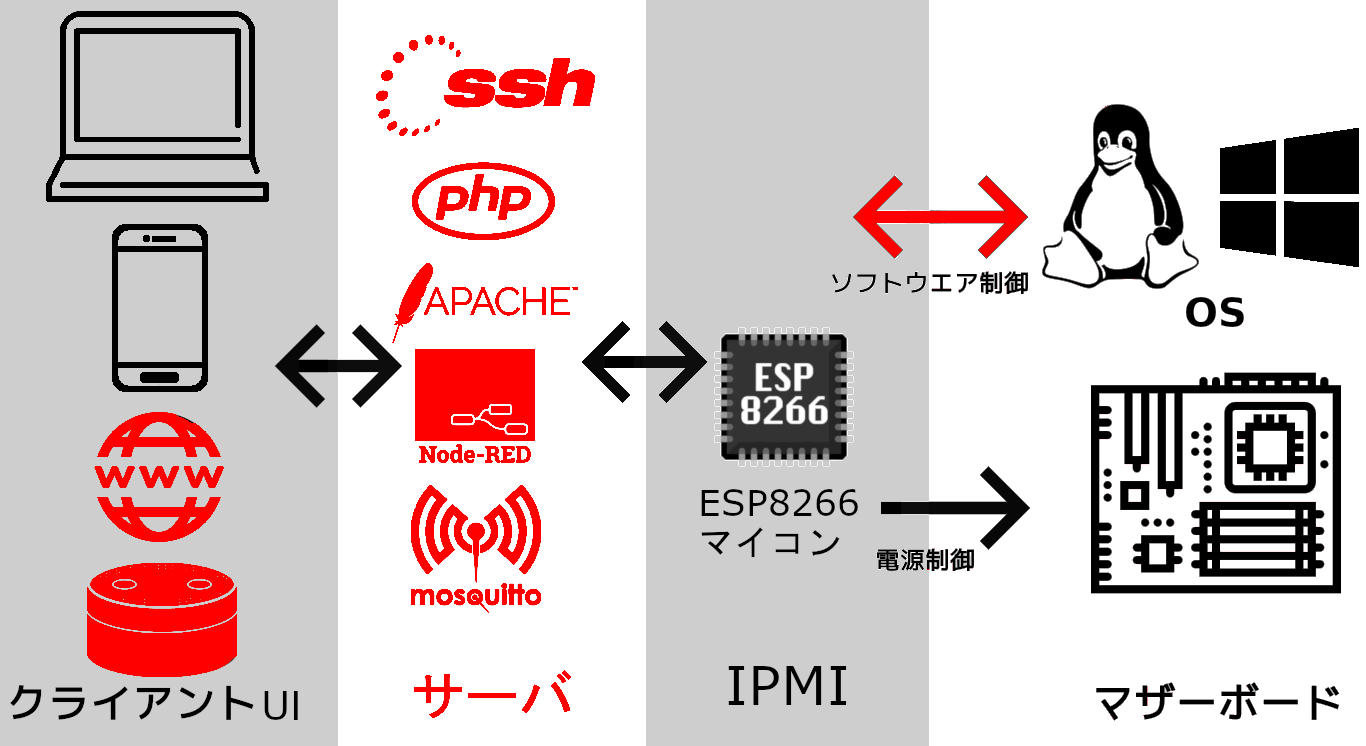 www
クライアントUI
ssh
php
APACHE™
Node-RED
mosquitto
サーバ
ESP
8266
ESP8266
マイコン
IPMI
ソフトウエア制御
OS
電源制御
マザーボード